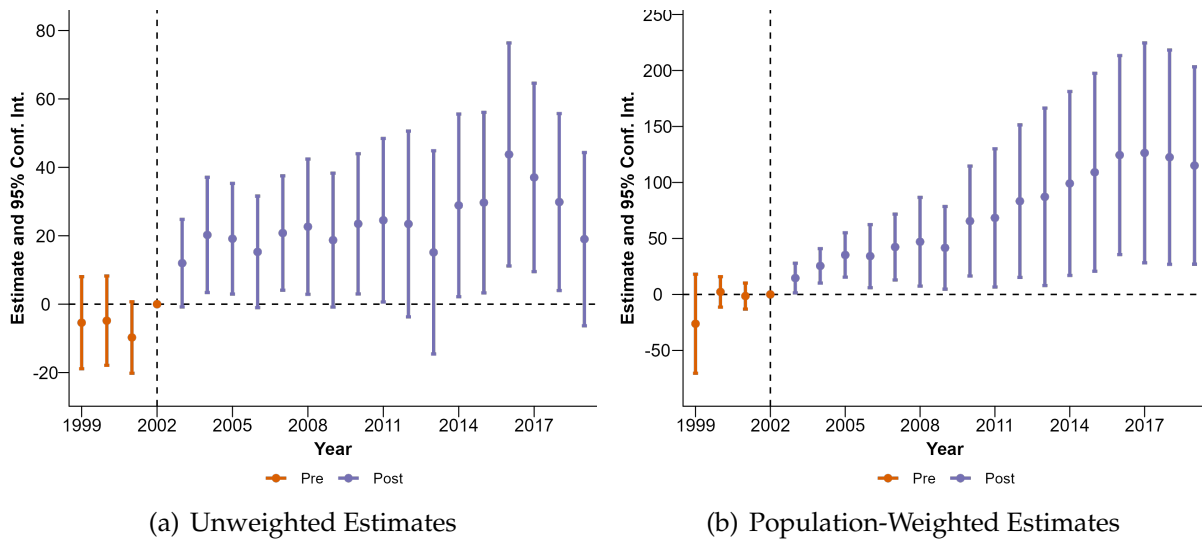 80
60
40
20
0
-20
Estimate and 95% Conf. Int.
1999 2002 2005 2008 2011 2014 2017
Year
Pre Post
(a) Unweighted Estimates
250
200
150
100
50
0
-50
Estimate and 95% Conf. Int.
1999 2002 2005 2008 2011 2014 2017
Year
Pre Post
(b) Population-Weighted Estimates